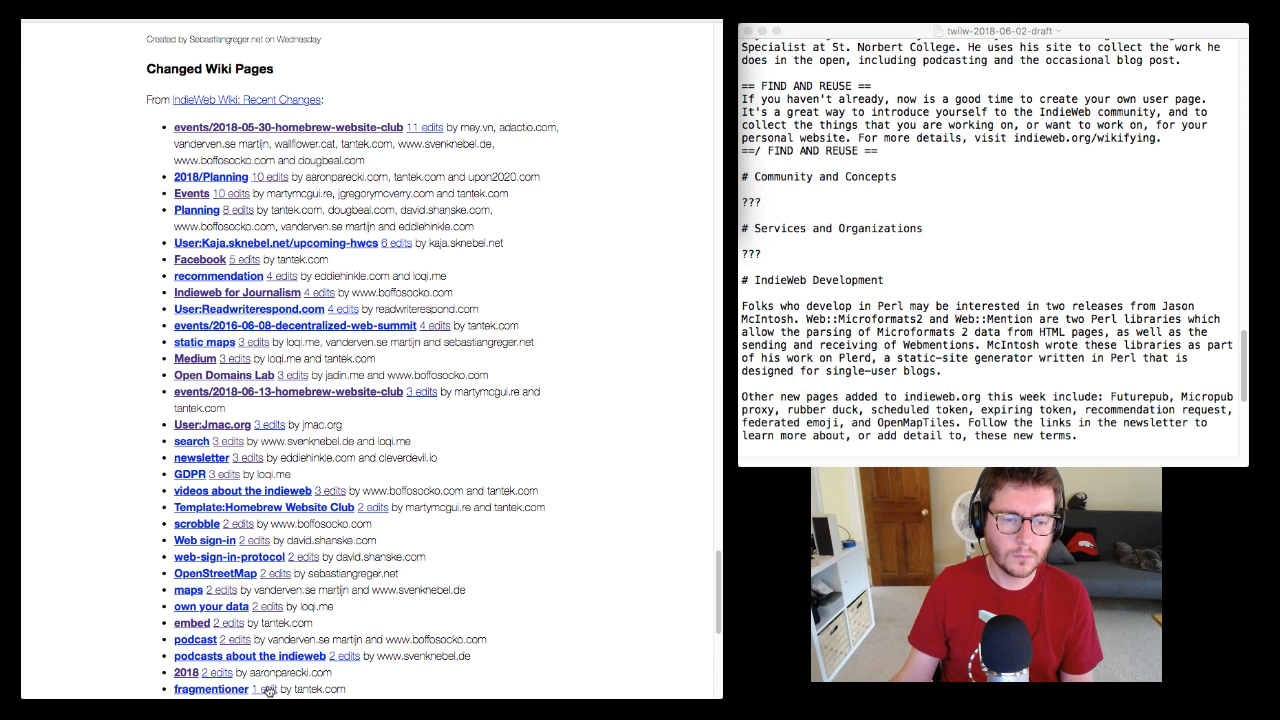 Created by Sebastiangreger.net on Wednesday
Changed Wiki Pages
From IndieWeb Wiki: Recent Changes:
events/2018-05-30-homebrew-website-club 11 edits by mey.vn, adactio.com,
vanderven.se martijn, wallflower.cat, tantek.com, www.svenknebel.de,
www.boffosocko.com and dougbeal.com
2018/Planning 10 edits by aaronparecki.com, tantek.com and upon2020.com
Events 10 edits by martymcgui.re, jgregorymcverry.com and tantek.com
Planning 8 edits by tantek.com, dougbeal.com, david.shanske.com,
www.boffosocko.com, vanderven.se martijn and eddiehinkle.com
User:Kaja.sknebel.net/upcoming-hwcs 6 edits by kaja.sknebel.net
Facebook 5 edits by tantek.com
recommendation 4 edits by eddiehinkle.com and loqi.me
Indieweb for Journalism 4 edits by www.boffosocko.com
User:Readwriterespond.com 4 edits by readwriterespond.com
events/2016-06-08-decentralized-web-summit 4 edits by tantek.com
static maps 3 edits by loqi.me, vanderven.se martijn and sebastiangreger.net
Medium 3 edits by loqi.me and tantek.com
Open Domains Lab 3 edits by jadin.me and www.boffosocko.com
events/2018-06-13-homebrew-website-club 3 edits by martymcgui.re and
tantek.com
User:Jmac.org 3 edits by jmac.org
search 3 edits by www.svenknebel.de and loqi.me
newsletter 3 edits by eddiehinkle.com and cleverdevil.io
GDPR 3 edits by loqi.me
videos about the indieweb 3 edits by www.boffosocko.com and tantek.com
Template:Homebrew Website Club 2 edits by martymcgui.re and tantek.com
scrobble 2 edits by www.boffosocko.com
Web sign-in 2 edits by david.shanske.com
web-sign-in-protocol 2 edits by david.shanske.com
OpenStreetMap 2 edits by sebastiangreger.net
maps 2 edits by vanderven.se martijn and www.svenknebel.de
own your data 2 edits by loqi.me
embed 2 edits by tantek.com
podcast 2 edits by vanderven.se martijn and www.boffosocko.com
podcasts about the indieweb 2 edits by www.svenknebel.de
2018 2 edits by aaronparecki.com
fragmentioner 1 edit by tantek.com
twiiw-2018-06-02-draft
Specialist at St. Norbert College. He uses his site to collect the work he
does in the open, including podcasting and the occasional blog post.
== FIND AND REUSE ==
If you haven't already, now is a good time to create your own user page.
It's a great way to introduce yourself to the IndieWeb community, and to
collect the things that you are working on, or want to work on, for your
personal website. For more details, visit indieweb.org/wikifying.
==/ FIND AND REUSE ==
# Community and Concepts
???
# Services and Organizations
???
# IndieWeb Development
Folks who develop in Perl may be interested in two releases from Jason
McIntosh. Web::Microformats2 and Web::Mention are two Perl libraries which
allow the parsing of Microformats 2 data from HTML pages, as well as the
sending and receiving of Webmentions. McIntosh wrote these libraries as part
of his work on Plerd, a static-site generator written in Perl that is
designed for single-user blogs.
Other new pages added to indieweb.org this week include: Futurepub, Micropub
proxy, rubber duck, scheduled token, expiring token, recommendation request,
federated emoji, and OpenMapTiles. Follow the links in the newsletter to
learn more about, or add detail to, these new terms.